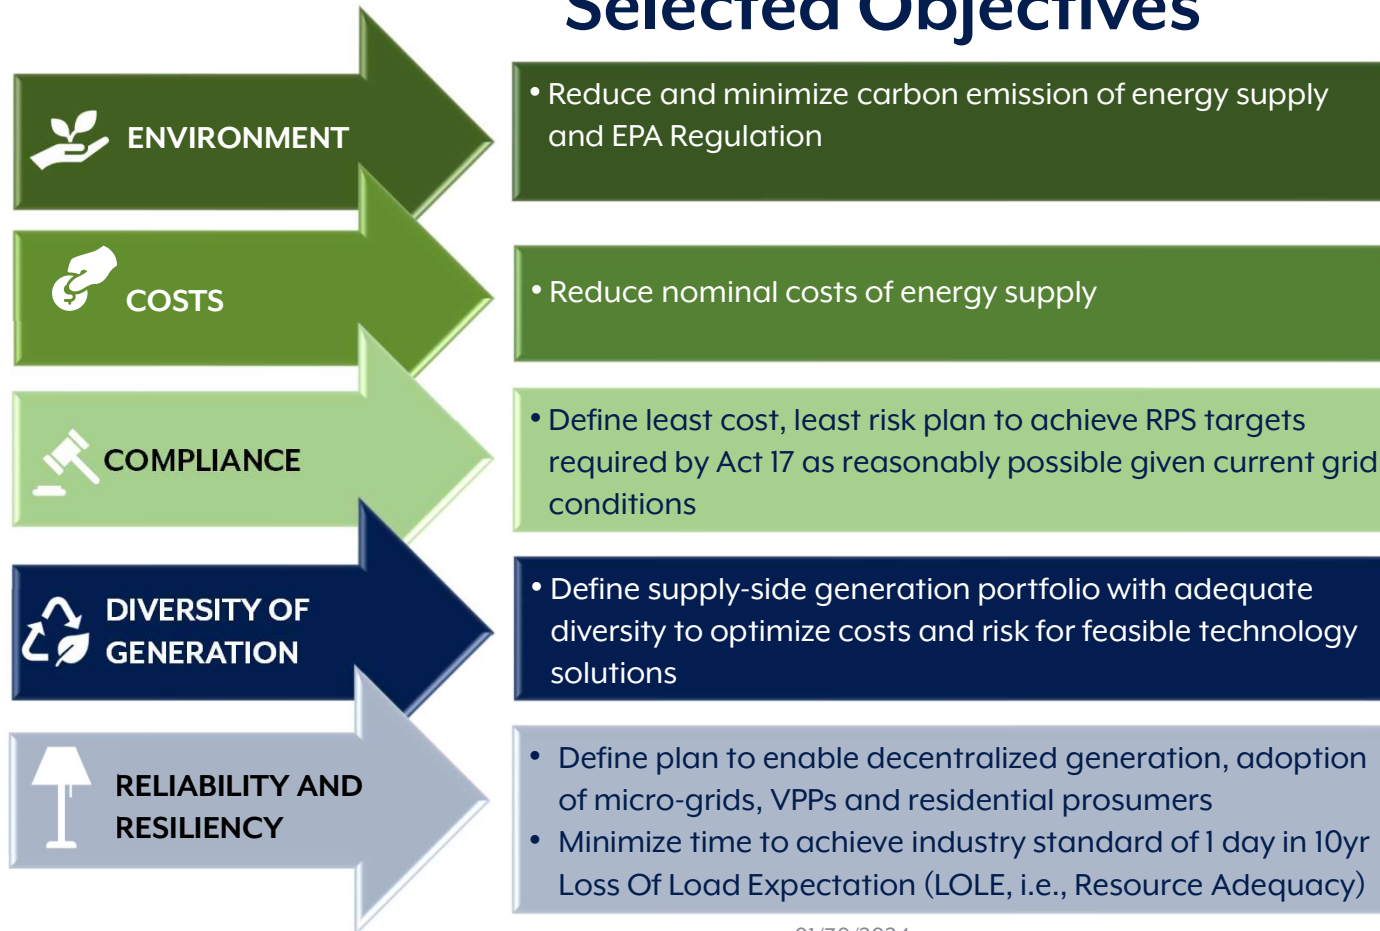 Selected Objectives
ENVIRONMENT
• Reduce and minimize carbon emission of energy supply
and EPA Regulation
COSTS
• Reduce nominal costs of energy supply
COMPLIANCE
• Define least cost, least risk plan to achieve RPS targets
required by Act 17 as reasonably possible given current grid
conditions
DIVERSITY OF
GENERATION
• Define supply-side generation portfolio with adequate
diversity to optimize costs and risk for feasible technology
solutions
RELIABILITY AND
RESILIENCY
• Define plan to enable decentralized generation, adoption
of micro-grids, VPPs and residential prosumers
• Minimize time to achieve industry standard of 1 day in 10yr
Loss Of Load Expectation (LOLE, i.e., Resource Adequacy)